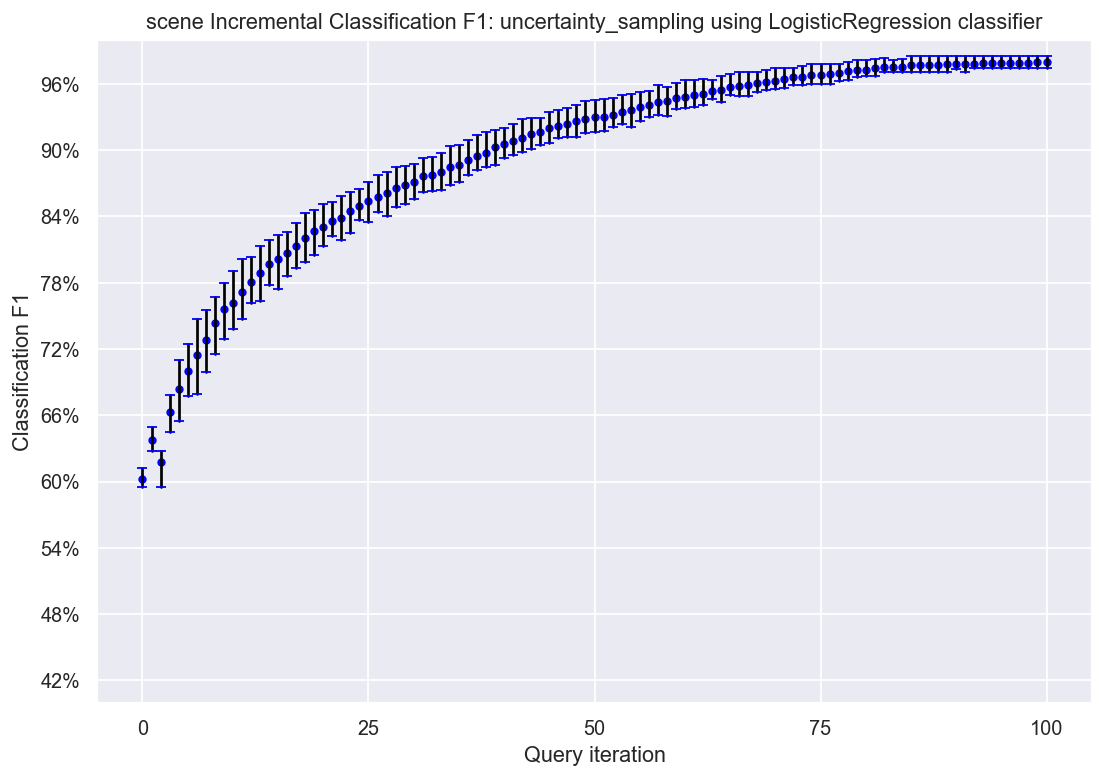 scene Incremental Classification F1: uncertainty_sampling using LogisticRegression classifier
96%
90%
84%
78%
72%
66%
60%
54%
48%
42%
Classification F1
0 25 50 75 100
Query iteration